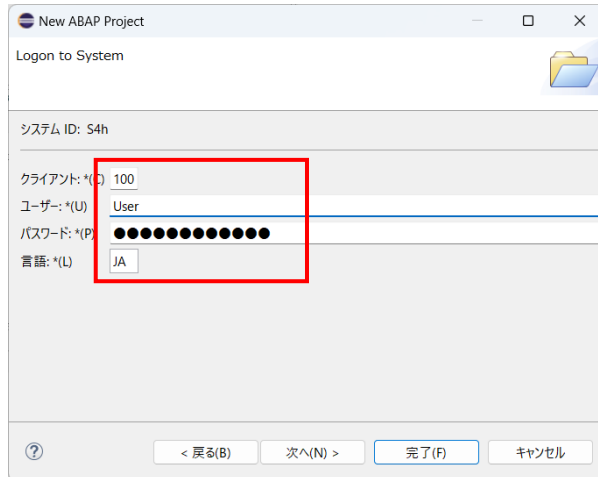 New ABAP Project
Logon to System
システム ID: S4h
クライアント: *(C) 100
ユーザー: *(U) User
パスワード: *(P) ●●●●●●●●●●●●
言語: *(L) JA
< 戻る(B) 次へ(N) > 完了(F) キャンセル